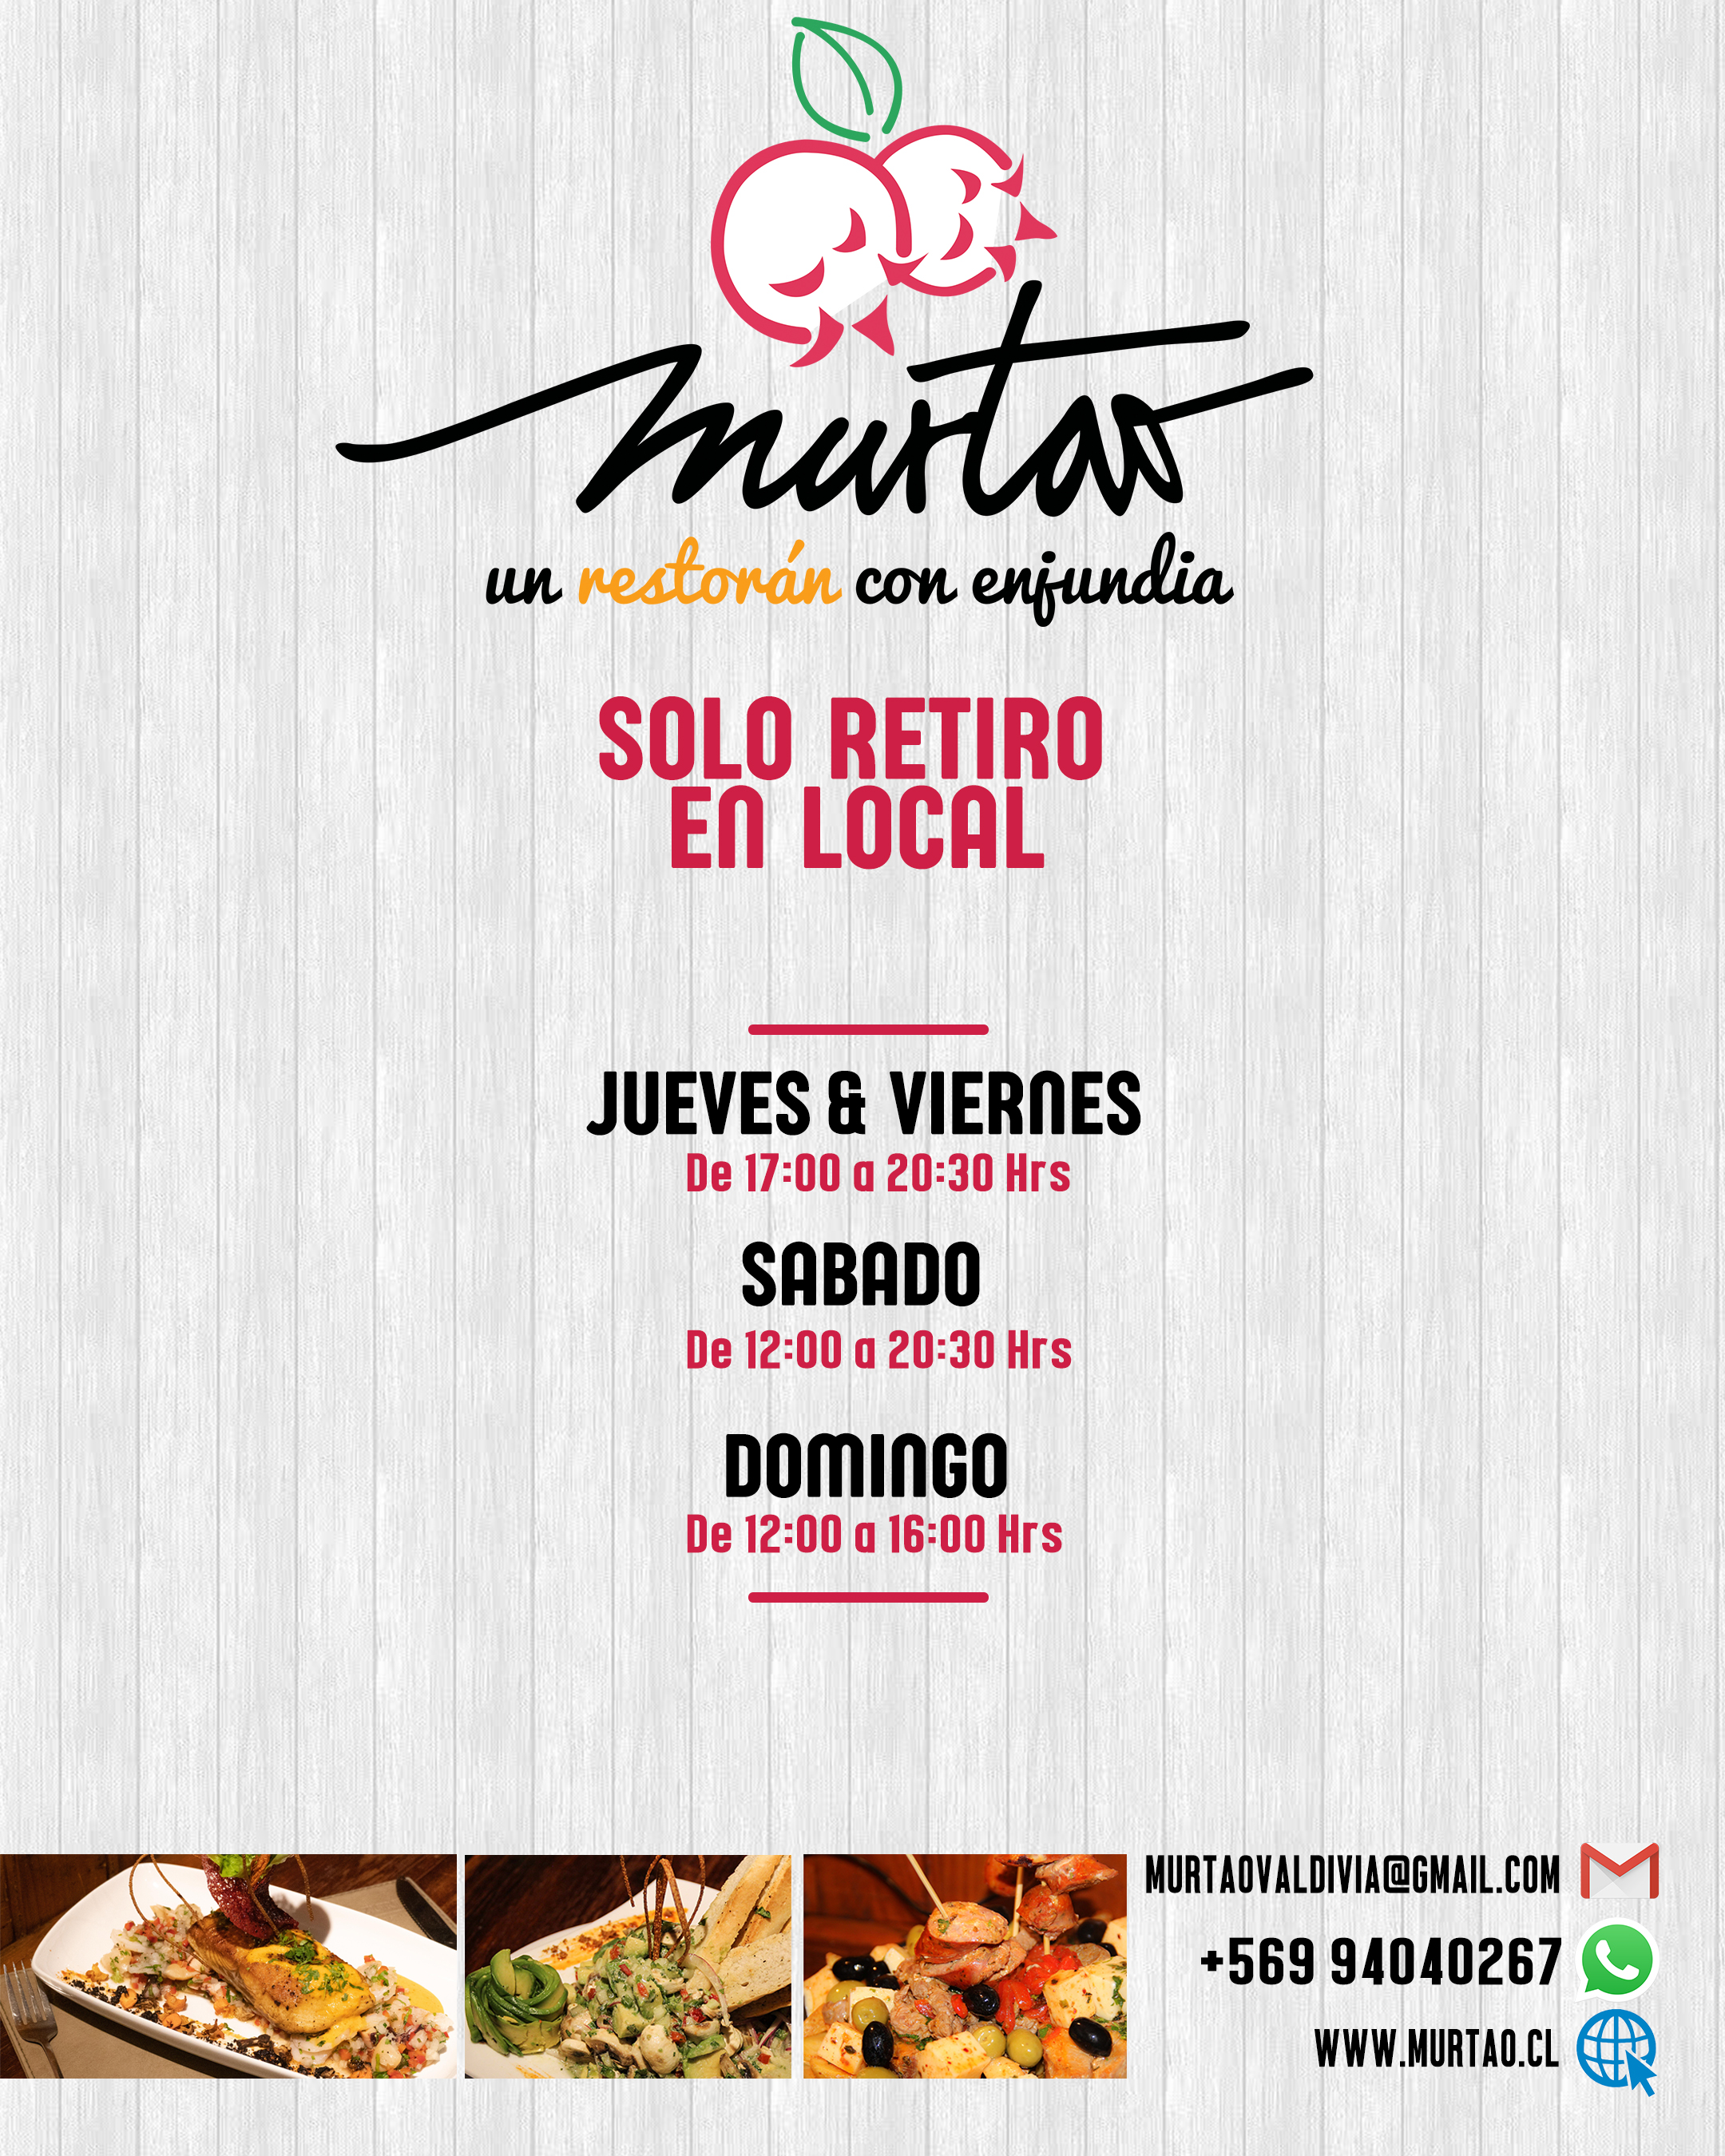 murtao
un restorán con enjundia
SOLO RETIRO
EN LOCAL
JUEVES & VIERNES
De 17:00 a 20:30 Hrs
SABADO
De 12:00 a 20:30 Hrs
DOMINGO
De 12:00 a 16:00 Hrs
MURTAOVALDIVIA@GMAIL.COM
+569 94040267
WWW.MURTAO.CL